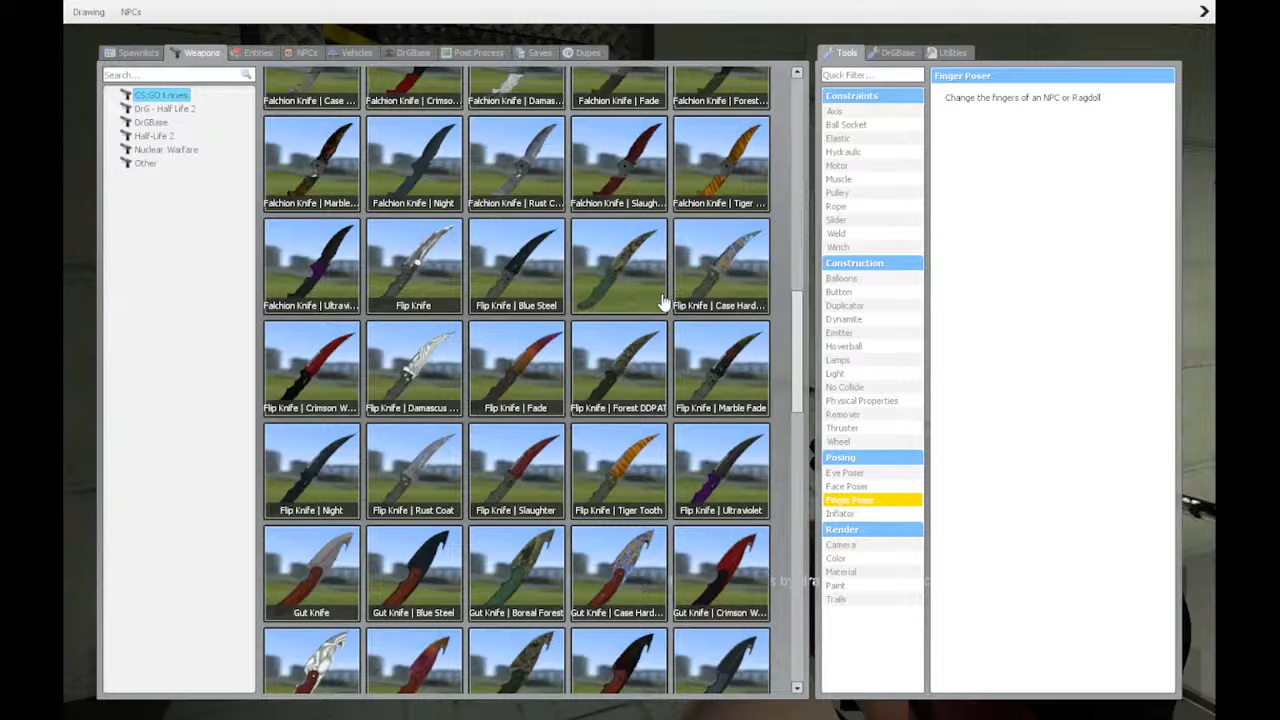 Drawing NPCs
Spawnlists Weapons Entities NPCs Vehicles DrGBase Post Process Saves Dupes
Tools DrGBase Utilities
Search...
CS:GO Knives
DrG - Half Life 2
DrGBase
Half-Life 2
Nuclear Warfare
Other
Falchion Knife | Case ... Falchion Knife | Crimso... Falchion Knife | Damas... Falchion Knife | Fade Falchion Knife | Forest...
Falchion Knife | Marble... Falchion Knife | Night Falchion Knife | Rust C... Falchion Knife | Slaugh... Falchion Knife | Tiger ...
Falchion Knife | Ultravi... Flip Knife Flip Knife | Blue Steel Flip Knife | Case Hard...
Flip Knife | Crimson W... Flip Knife | Damascus ... Flip Knife | Fade Flip Knife | Forest DDPAT Flip Knife | Marble Fade
Flip Knife | Night Flip Knife | Rust Coat Flip Knife | Slaughter Flip Knife | Tiger Tooth Flip Knife | Ultraviolet
Gut Knife Gut Knife | Blue Steel Gut Knife | Boreal Forest Gut Knife | Case Hard... Gut Knife | Crimson W...
Quick Filter...
Constraints
Axis
Ball Socket
Elastic
Hydraulic
Motor
Muscle
Pulley
Rope
Slider
Weld
Winch
Construction
Balloons
Button
Duplicator
Dynamite
Emitter
Hoverball
Lamps
Light
No Collide
Physical Properties
Remover
Thruster
Wheel
Posing
Eye Poser
Face Poser
Finger Poser
Inflator
Render
Camera
Color
Material
Paint
Trails
Finger Poser
Change the fingers of an NPC or Ragdoll